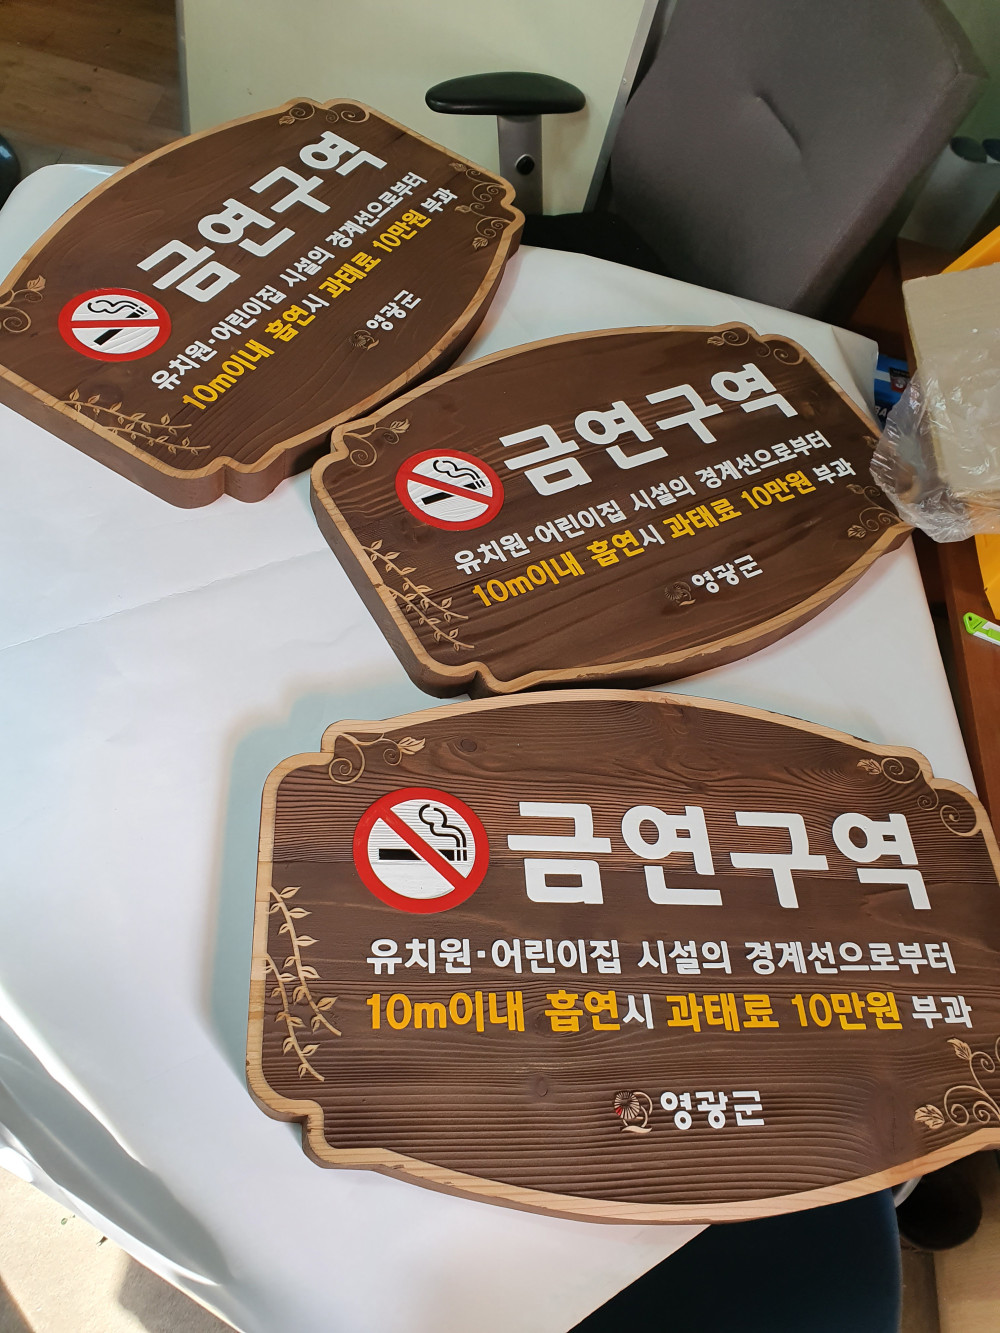 금연구역
유치원·어린이집 시설의 경계선으로부터
10m이내 흡연시 과태료 10만원 부과
영광군
금연구역
유치원·어린이집 시설의 경계선으로부터
10m이내 흡연시 과태료 10만원 부과
영광군
금연구역
유치원·어린이집 시설의 경계선으로부터
10m이내 흡연시 과태료 10만원 부과
영광군